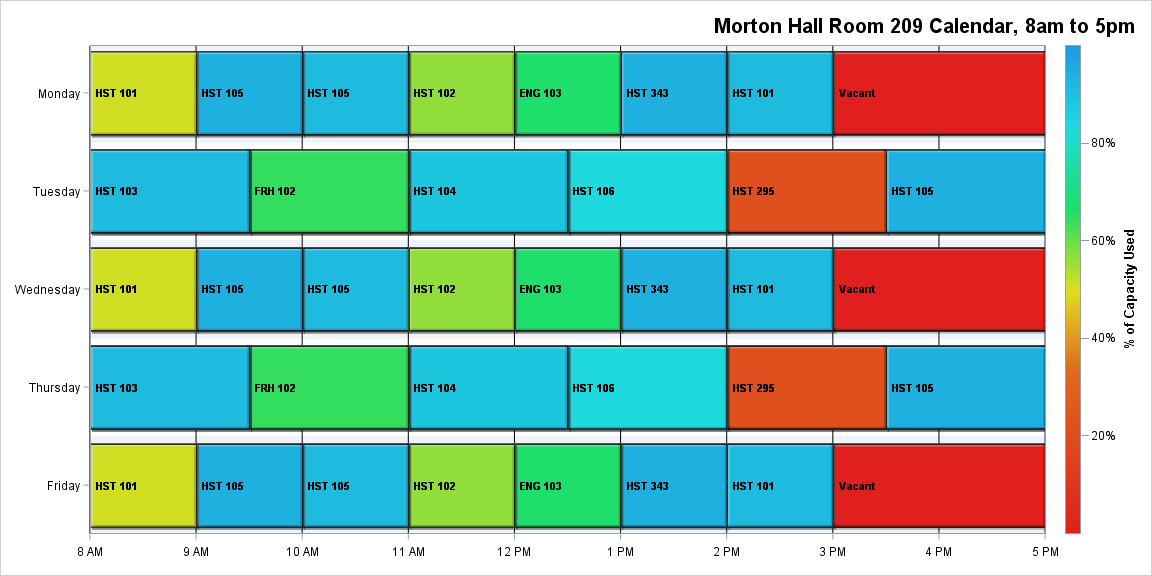 Morton Hall Room 209 Calendar, 8am to 5pm
Monday
HST 101
HST 105
HST 105
HST 102
ENG 103
HST 343
HST 101
Vacant
Tuesday
HST 103
FRH 102
HST 104
HST 106
HST 295
HST 105
Wednesday
HST 101
HST 105
HST 105
HST 102
ENG 103
HST 343
HST 101
Vacant
Thursday
HST 103
FRH 102
HST 104
HST 106
HST 295
HST 105
Friday
HST 101
HST 105
HST 105
HST 102
ENG 103
HST 343
HST 101
Vacant
8 AM
9 AM
10 AM
11 AM
12 PM
1 PM
2 PM
3 PM
4 PM
5 PM
80%
60%
40%
20%
% of Capacity Used